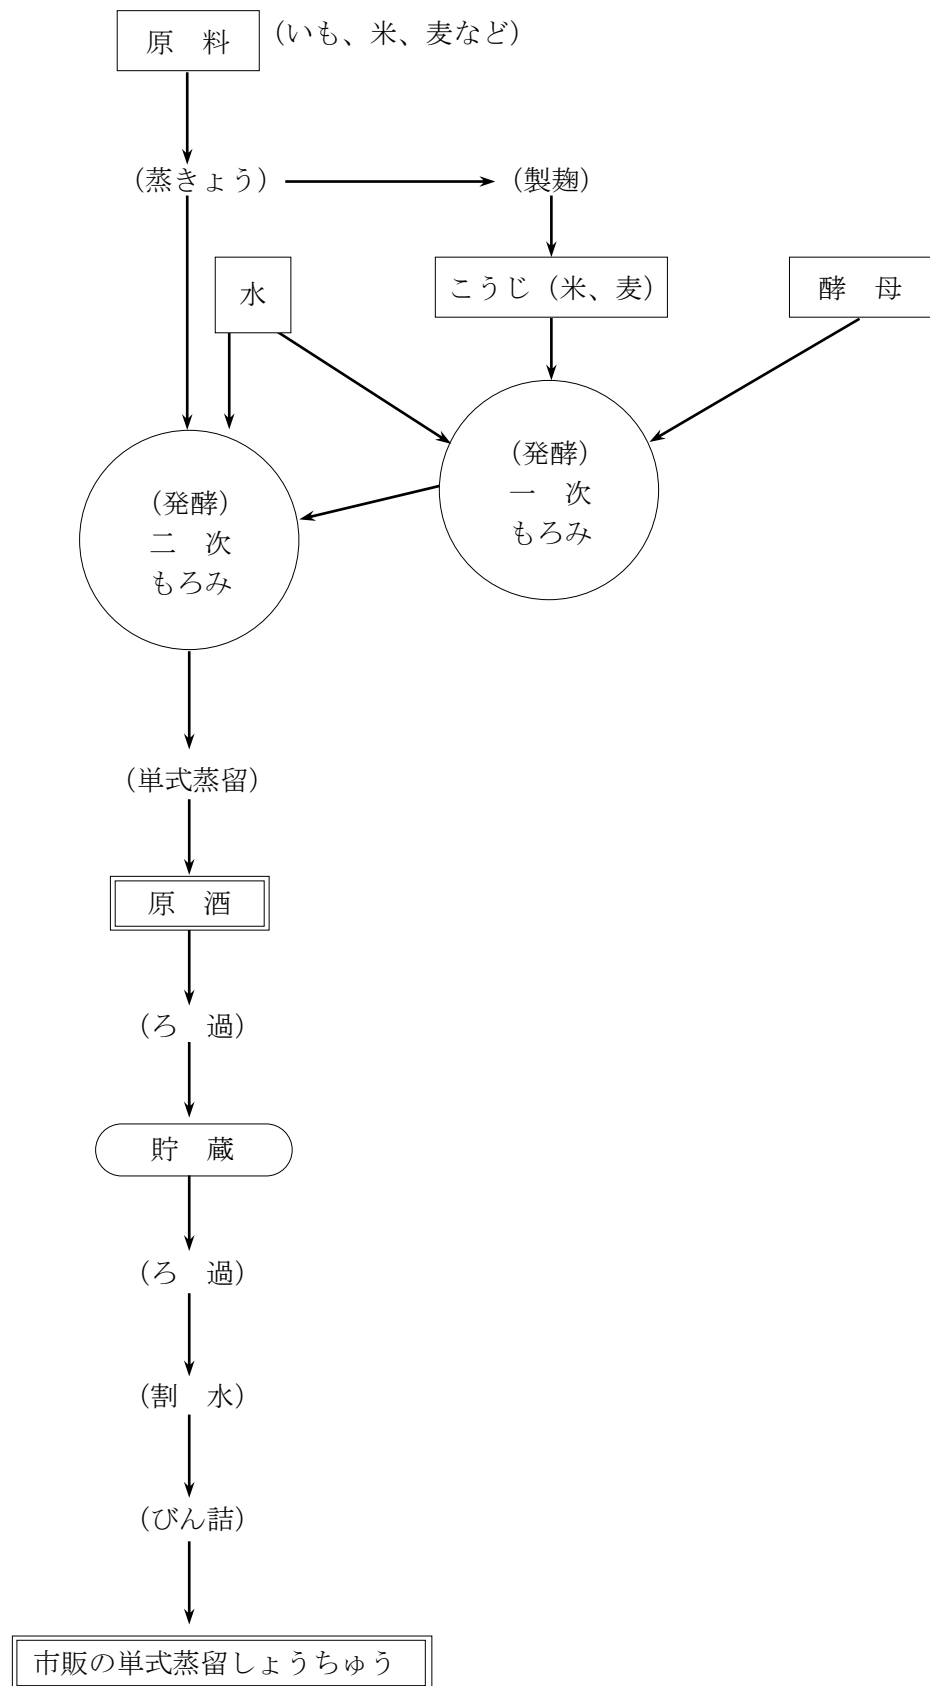 原　料
（いも、米、麦など）
（蒸きょう）
（製麹）
水
こうじ（米、麦）
酵　母
（発酵）
一　次
もろみ
（発酵）
二　次
もろみ
（単式蒸留）
原　酒
（ろ　過）
貯　蔵
（ろ　過）
（割　水）
（びん詰）
市販の単式蒸留しょうちゅう